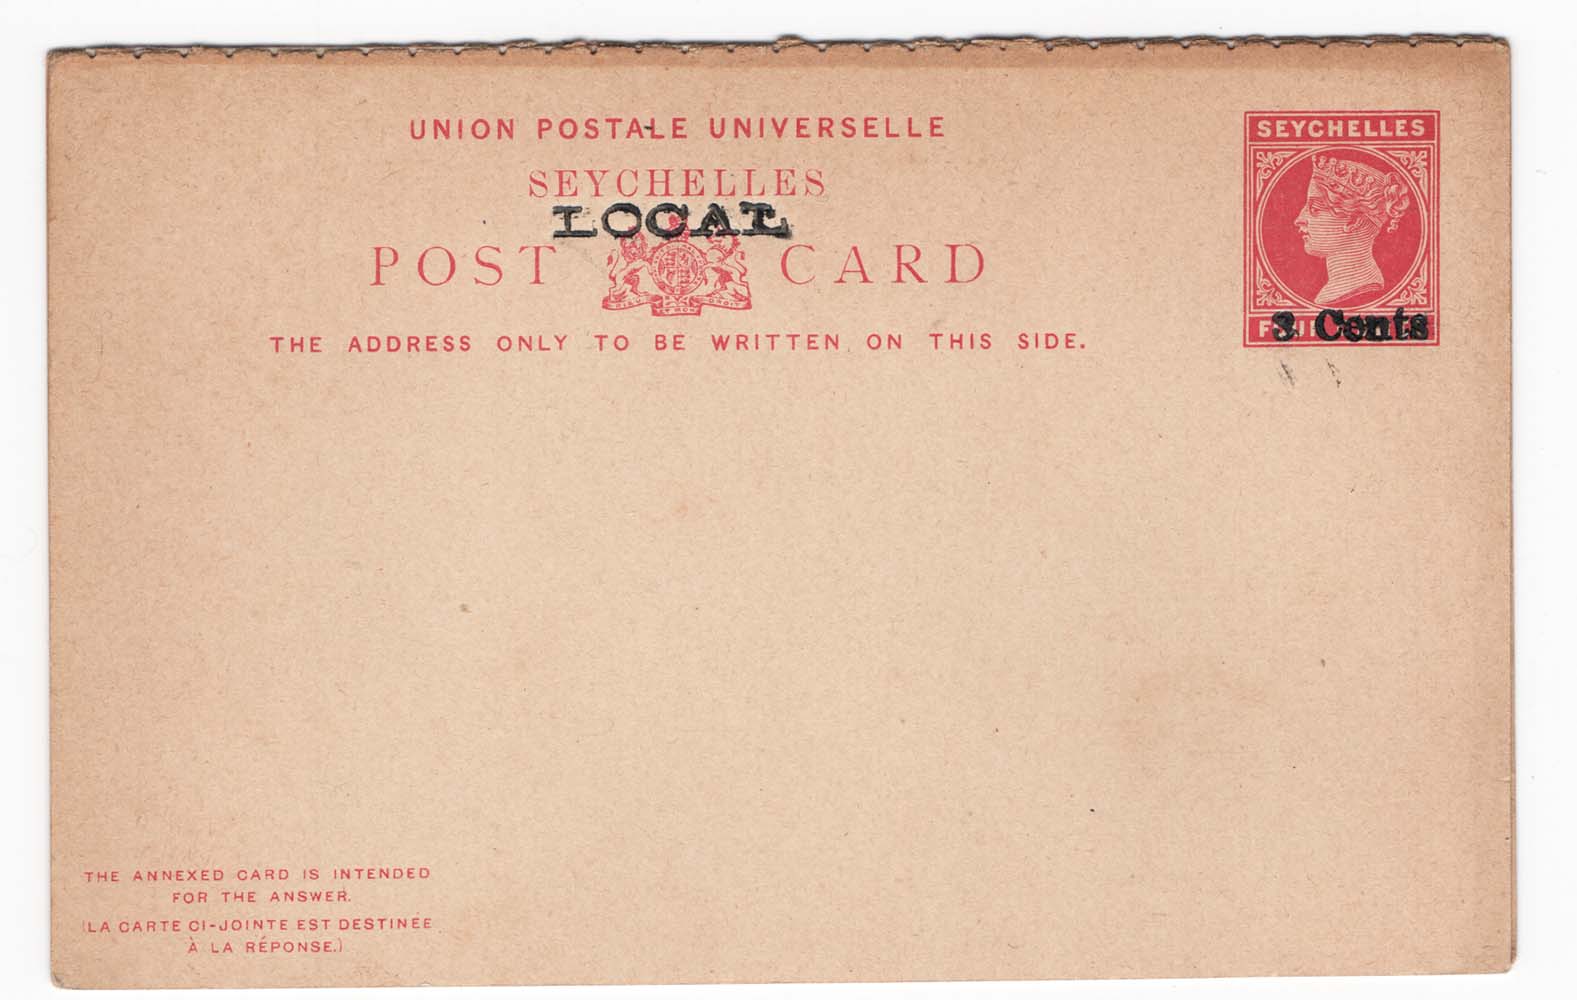 UNION POSTALE UNIVERSELLE
SEYCHELLES
SEYCHELLES
LOCAL
POST CARD
3 Cents
THE ADDRESS ONLY TO BE WRITTEN ON THIS SIDE.
THE ANNEXED CARD IS INTENDED
FOR THE ANSWER.
(LA CARTE CI-JOINTE EST DESTINÉE
À LA RÉPONSE.)